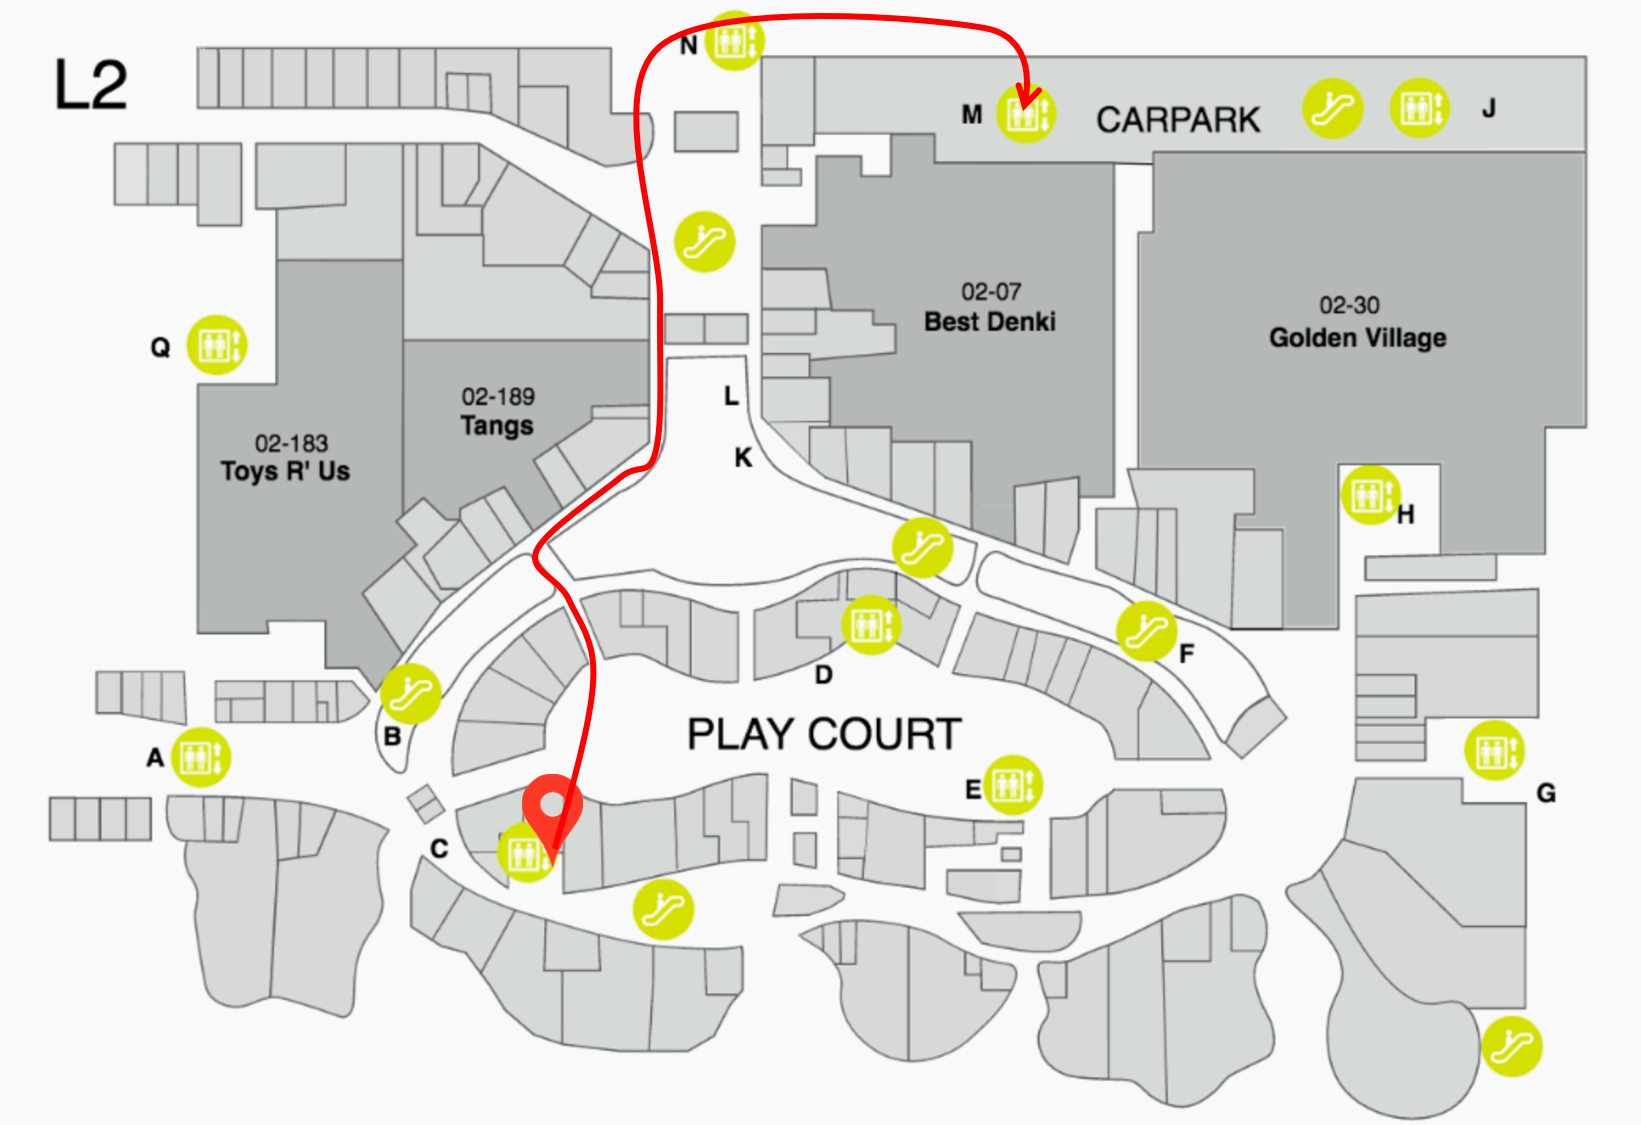 L2
N
M
CARPARK
J
02-07
Best Denki
02-30
Golden Village
Q
02-189
Tangs
L
02-183
Toys R' Us
K
H
F
D
B
PLAY COURT
A
E
G
C